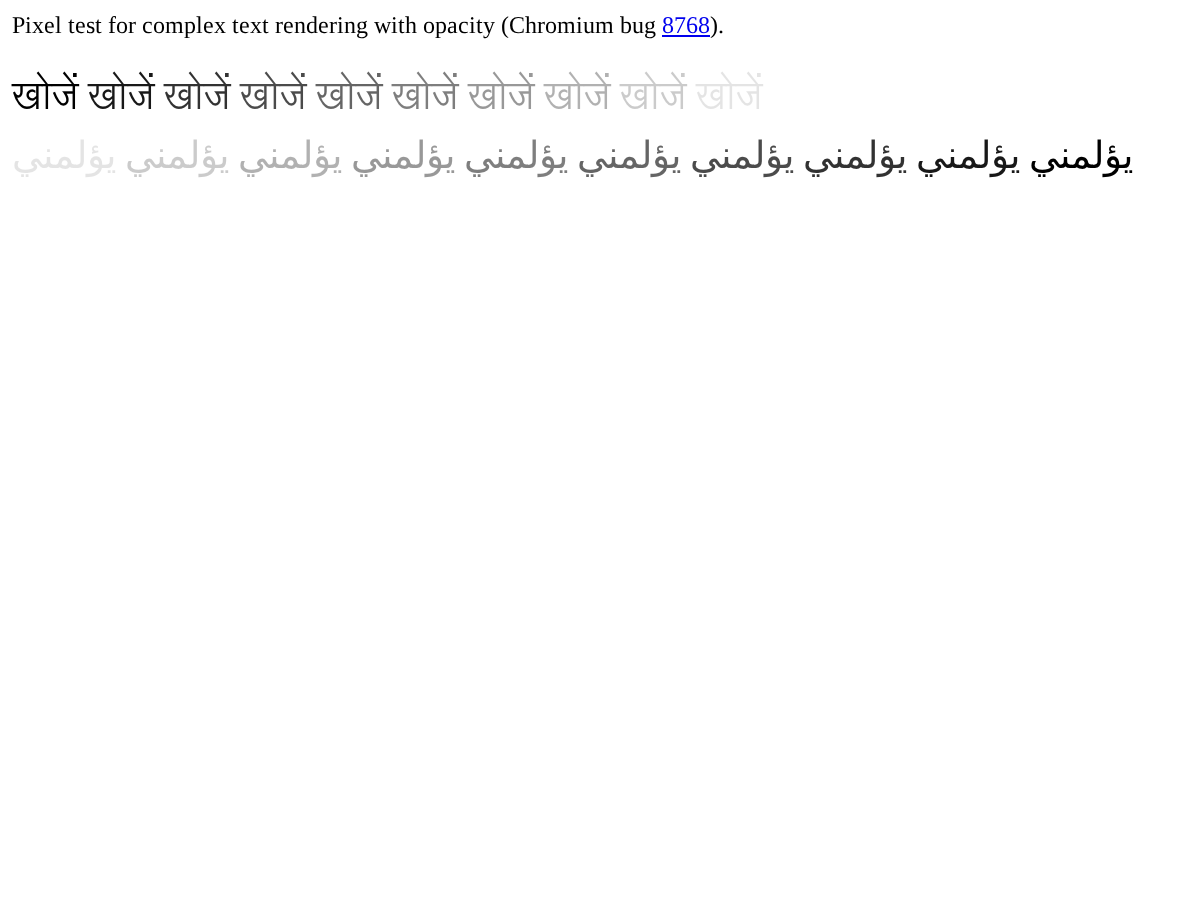 Pixel test for complex text rendering with opacity (Chromium bug 8768).
खोजें खोजें खोजें खोजें खोजें खोजें खोजें खोजें खोजें खोजें
يؤلمني يؤلمني يؤلمني يؤلمني يؤلمني يؤلمني يؤلمني يؤلمني يؤلمني يؤلمني